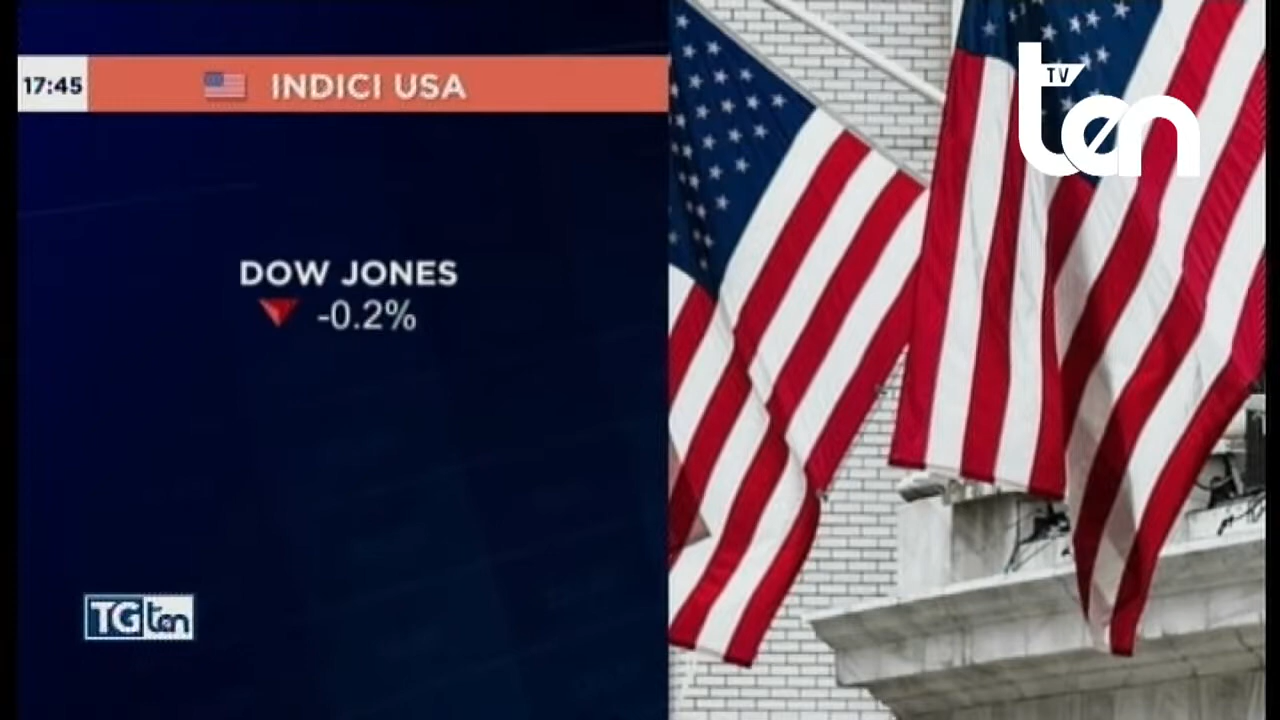 17:45
INDICI USA
DOW JONES
-0.2%
TG ten
TV
ten